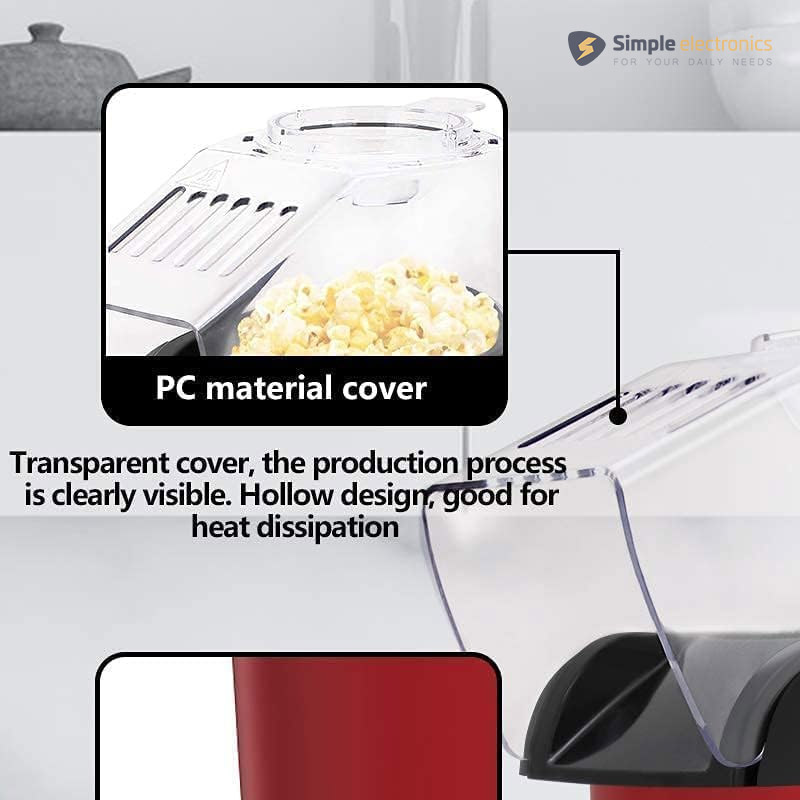 Simple electronics
FOR YOUR DAILY NEEDS
PC material cover
Transparent cover, the production process
is clearly visible. Hollow design, good for
heat dissipation